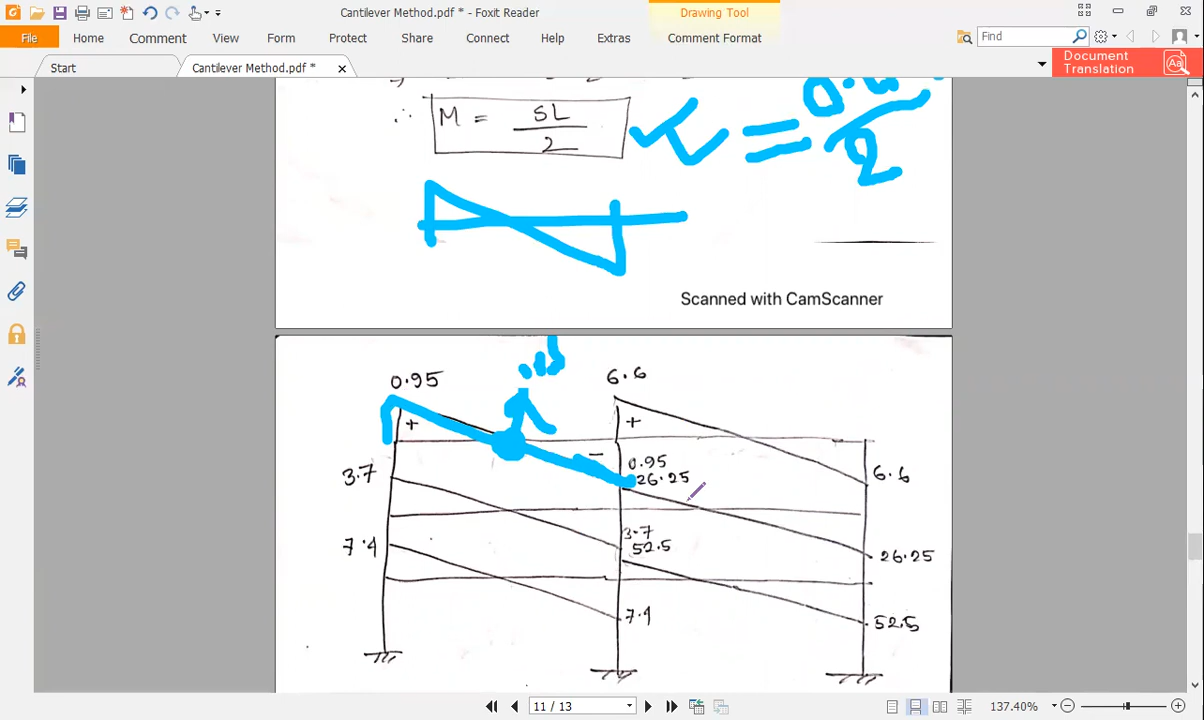 Cantilever Method.pdf * - Foxit Reader
Drawing Tool
File Home Comment View Form Protect Share Connect Help Extras Comment Format
Find
Start
Cantilever Method.pdf *
Document
Translation
∴ M = SL/2
2
Scanned with CamScanner
0.95
6.6
+
+
-
0.95
3.7
26.25
6.6
3.7
7.4
52.5
26.25
7.4
52.5
11 / 13
137.40%